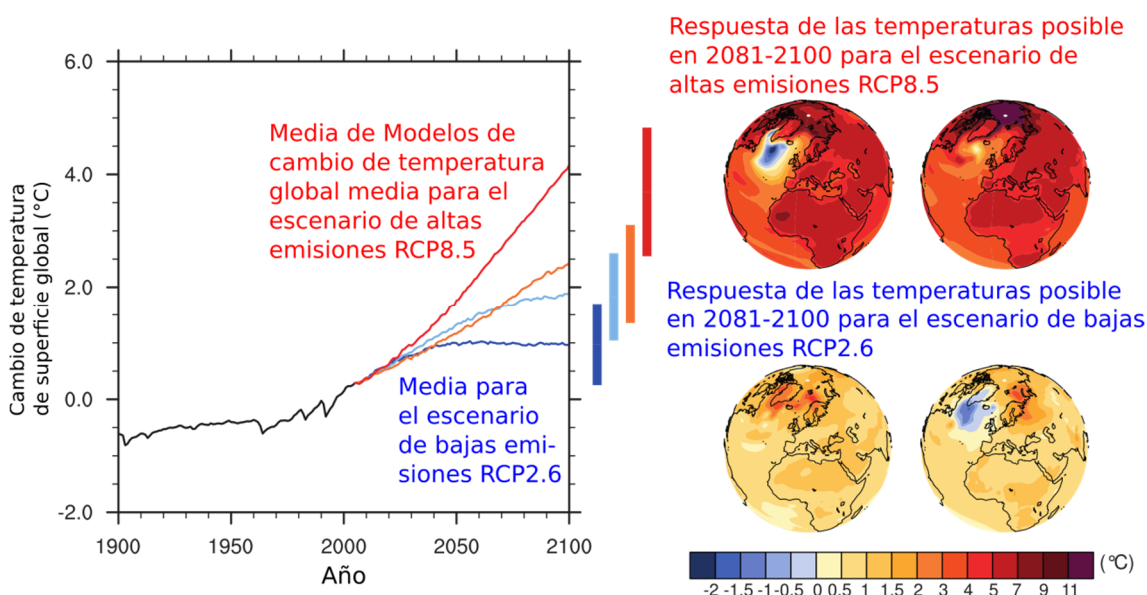 Respuesta de las temperaturas posible
en 2081-2100 para el escenario de
altas emisiones RCP8.5
6.0
4.0
2.0
0.0
-2.0
Cambio de temperatura
de superficie global (°C)
Media de Modelos de
cambio de temperatura
global media para el
escenario de altas
emisiones RCP8.5
Media para
el escenario
de bajas emi-
siones RCP2.6
1900 1950 2000 2050 2100
Año
Respuesta de las temperaturas posible
en 2081-2100 para el escenario de bajas
emisiones RCP2.6
-2 -1.5 -1 -0.5 0 0.5 1 1.5 2 3 4 5 7 9 11 (°C)